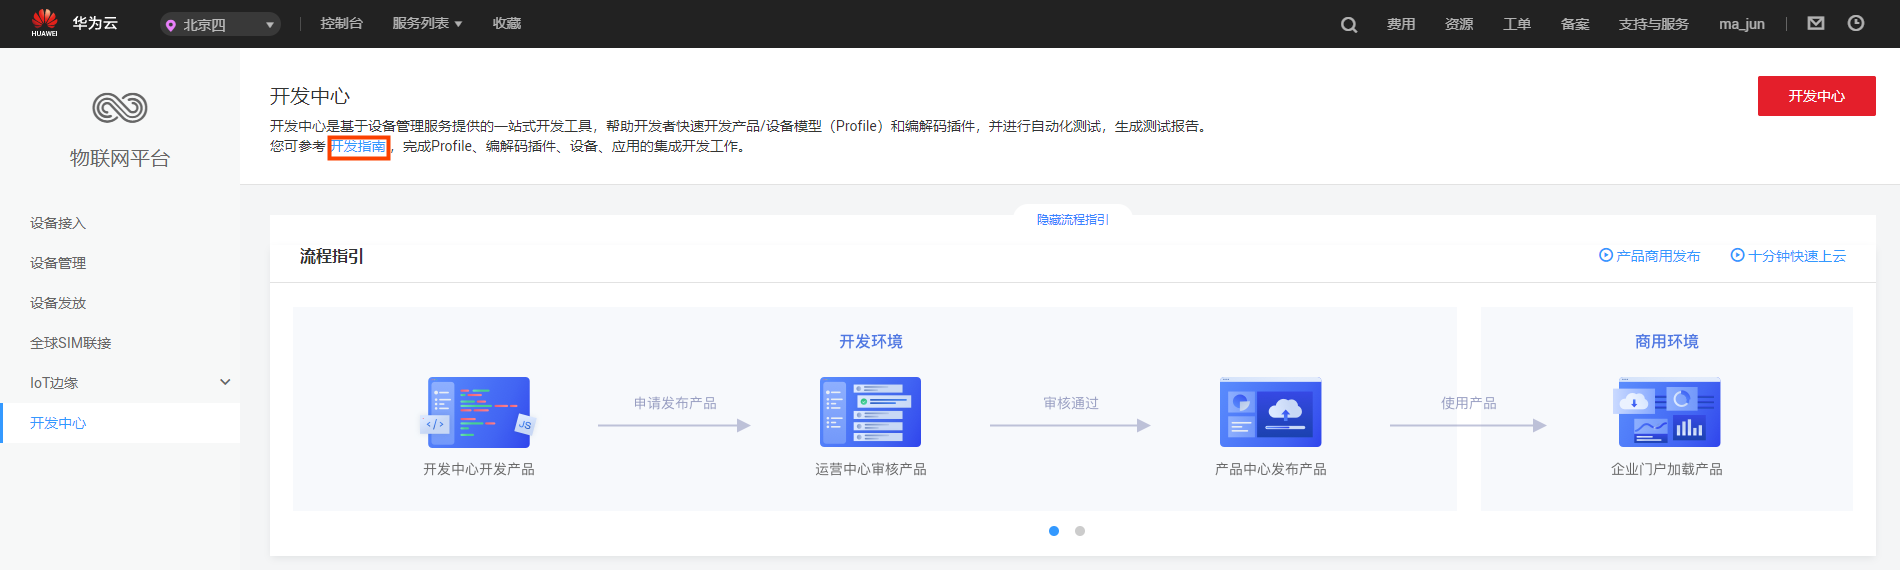 HUAWEI 华为云 北京四 控制台 服务列表 收藏 费用 资源 工单 备案 支持与服务 ma_jun
物联网平台
设备接入
设备管理
设备发放
全球SIM联接
IoT边缘
开发中心
开发中心
开发中心
开发中心是基于设备管理服务提供的一站式开发工具，帮助开发者快速开发产品/设备模型（Profile）和编解码插件，并进行自动化测试，生成测试报告。
您可参考 开发指南，完成Profile、编解码插件、设备、应用的集成开发工作。
隐藏流程指引
流程指引 产品商用发布 十分钟快速上云
开发环境 商用环境
申请发布产品 审核通过 使用产品
</> JS
开发中心开发产品 运营中心审核产品 产品中心发布产品 企业门户加载产品